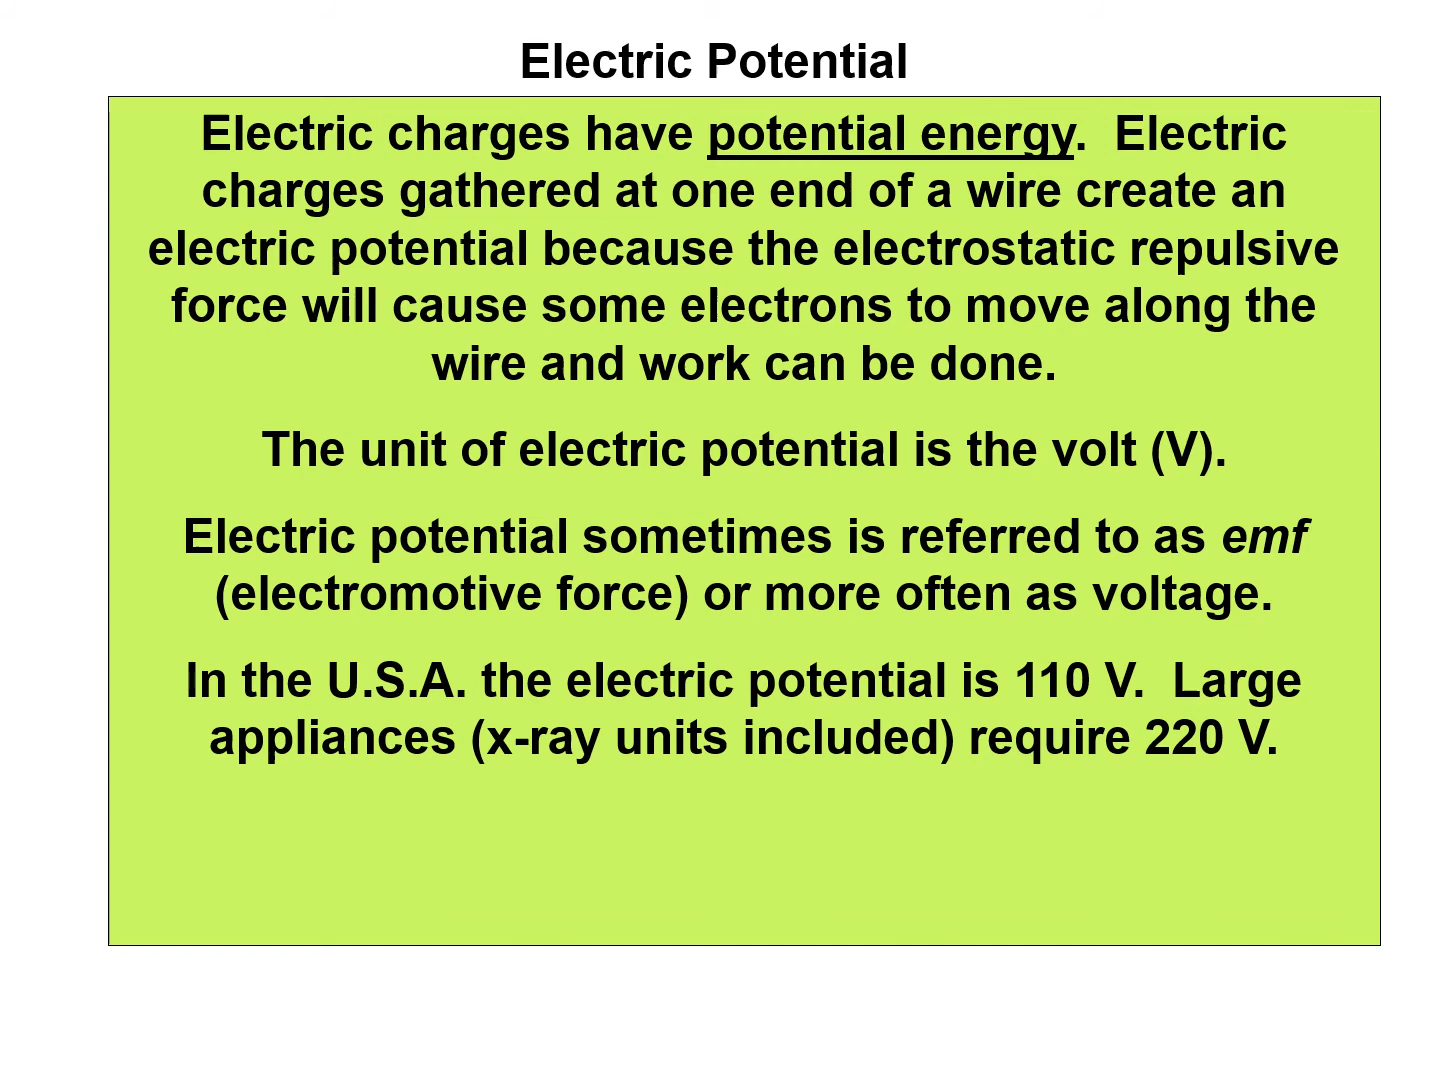 Electric Potential
Electric charges have potential energy.  Electric
charges gathered at one end of a wire create an
electric potential because the electrostatic repulsive
force will cause some electrons to move along the
wire and work can be done.
The unit of electric potential is the volt (V).
Electric potential sometimes is referred to as emf
(electromotive force) or more often as voltage.
In the U.S.A. the electric potential is 110 V.  Large
appliances (x-ray units included) require 220 V.